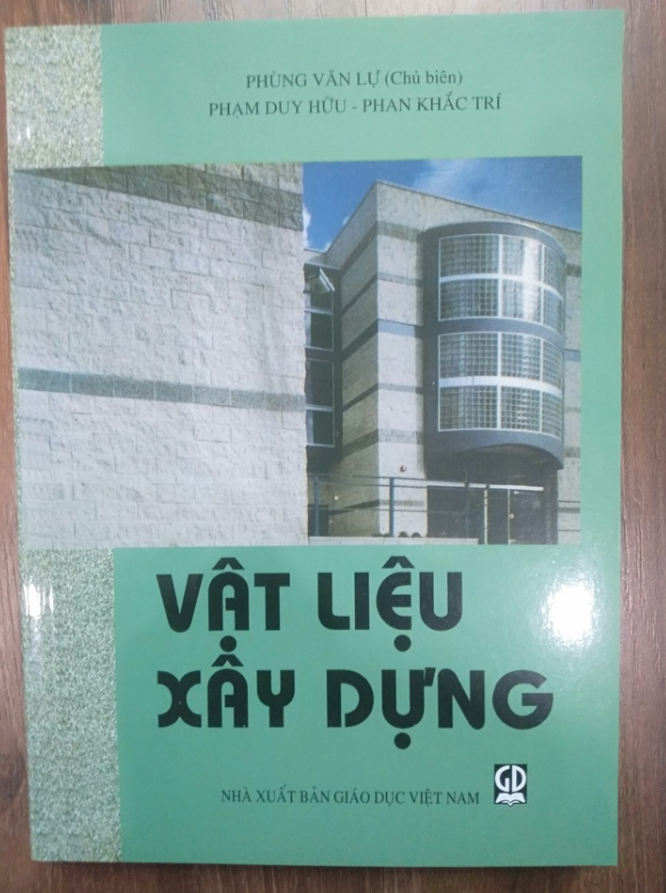 PHÙNG VĂN LỰ (Chủ biên)
PHẠM DUY HỮU - PHAN KHẮC TRÍ
VẬT LIỆU
XÂY DỰNG
NHÀ XUẤT BẢN GIÁO DỤC VIỆT NAM
GD